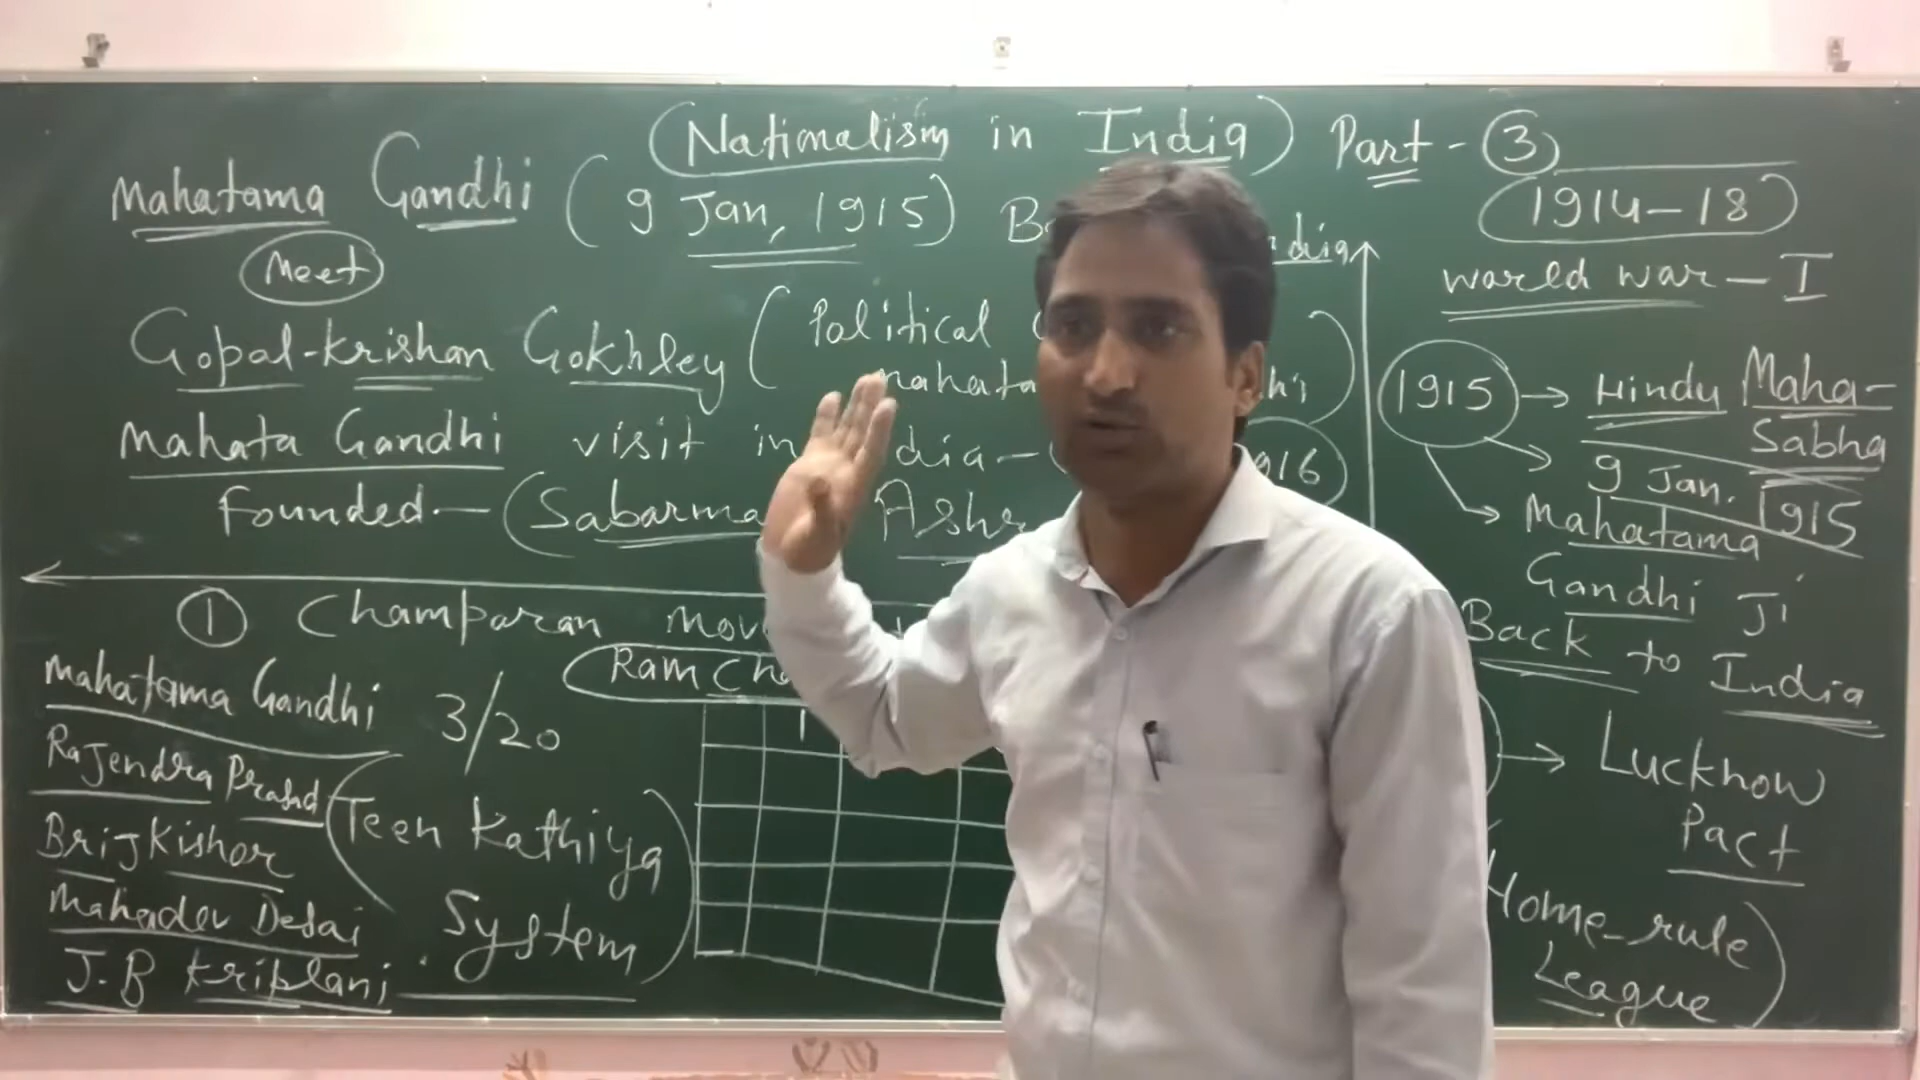 (Nationalism in India) Part - ③
Mahatama Gandhi (9 Jan, 1915)
Meet
Gopal-Krishan Gokhley (Political
Mahata Gandhi visit in
Founded — (Sabarma
① Champaran
Mahatama Gandhi
Rajendra Prasad
Brij Kishor
Mahadev Desai
J.B Kriplani
3/20
(Teen Kathiya
System)
Ram
(1914-18)
World War - I
1915 → Hindu Maha-
Sabha
9 Jan. 1915
Mahatama
Gandhi Ji
Back to India
→ Lucknow
Pact
Home-rule
League)